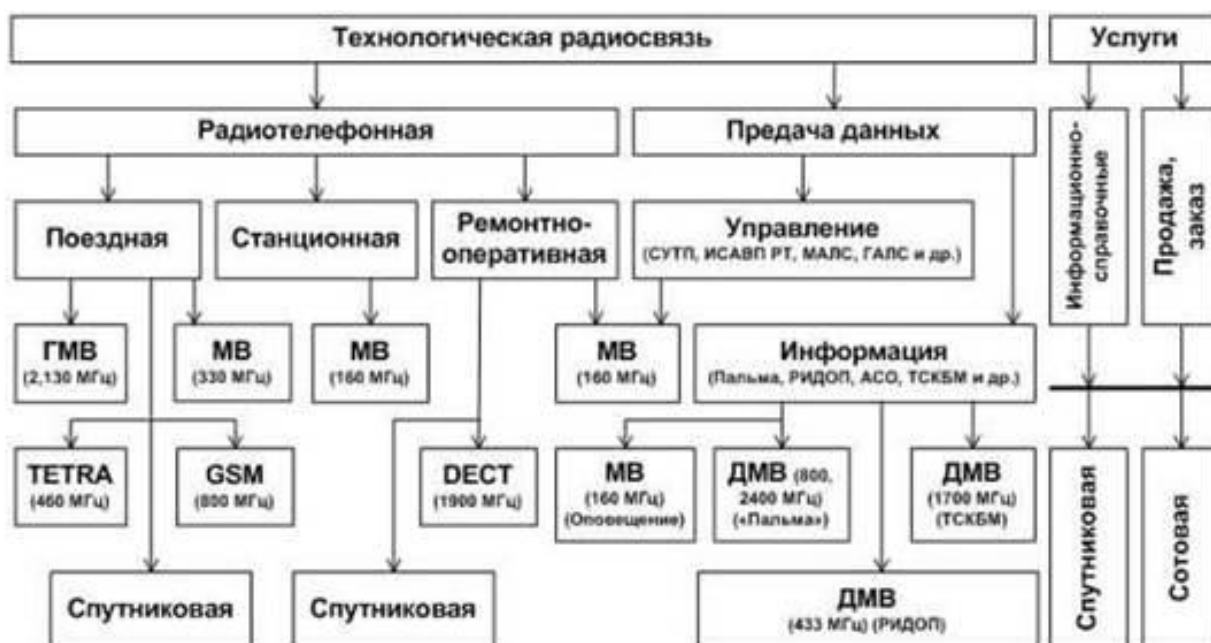 Технологическая радиосвязь
Услуги
Радиотелефонная
Предача данных
Информационно-
справочные
Продажа,
заказ
Поездная
Станционная
Ремонтно-
оперативная
Управление
(СУТП, ИСАВП РТ, МАЛС, ГАЛС и др.)
ГМВ
(2,130 МГц)
МВ
(330 МГц)
МВ
(160 МГц)
МВ
(160 МГц)
Информация
(Пальма, РИДОП, АСО, ТСКБМ и др.)
TETRA
(460 МГц)
GSM
(800 МГц)
DECT
(1900 МГц)
МВ
(160 МГц)
(Оповещение)
ДМВ (800,
2400 МГц)
(«Пальма»)
ДМВ
(1700 МГц)
(ТСКБМ)
Спутниковая
Сотовая
Спутниковая
Спутниковая
ДМВ
(433 МГц) (РИДОП)